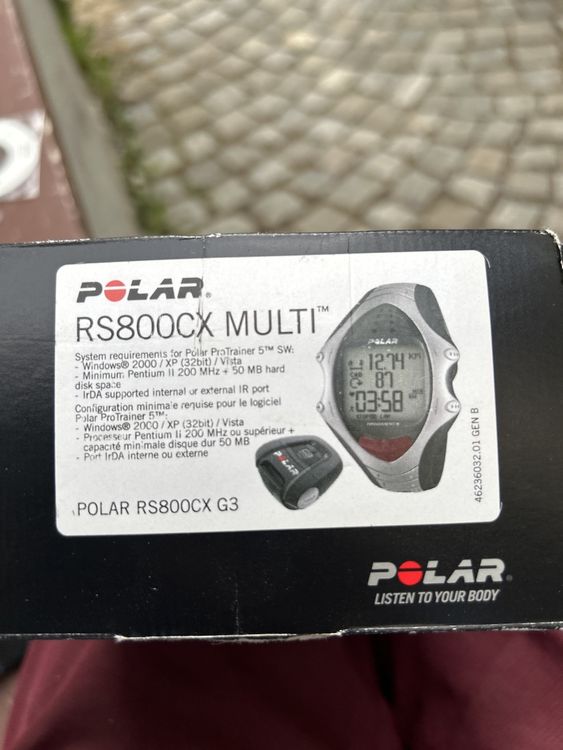 POLAR®
RS800CX MULTI™
System requirements for Polar ProTrainer 5™ SW:
- Windows® 2000 / XP (32bit) / Vista
- Minimum Pentium II 200 MHz + 50 MB hard
disk space
- IrDA supported internal or external IR port
Configuration minimale requise pour le logiciel
Polar ProTrainer 5™:
- Windows® 2000 / XP (32bit) / Vista
- Processeur Pentium II 200 MHz ou supérieur +
capacité minimale disque dur 50 MB
- Port IrDA interne ou externe
POLAR RS800CX G3
POLAR
12.74 KM
87
03:58
POLAR
46236032.01 GEN B
POLAR®
LISTEN TO YOUR BODY